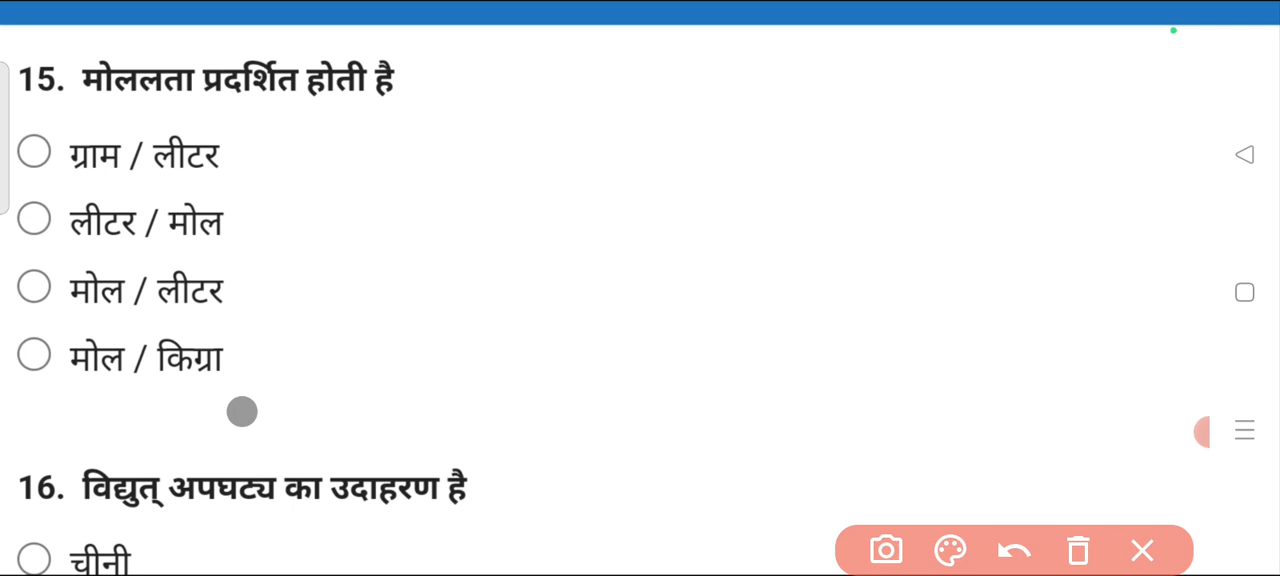 15. मोललता प्रदर्शित होती है
ग्राम / लीटर
लीटर / मोल
मोल / लीटर
मोल / किग्रा
16. विद्युत् अपघट्य का उदाहरण है
चीनी